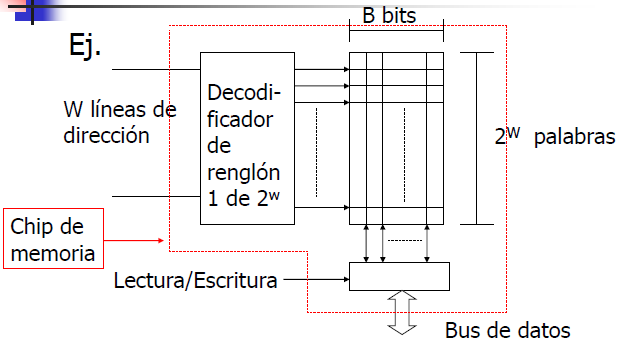 B bits
Ej.
W líneas de
dirección
Decodi-
ficador
de
renglón
1 de 2ʷ
2ᵂ palabras
Chip de
memoria
Lectura/Escritura
Bus de datos